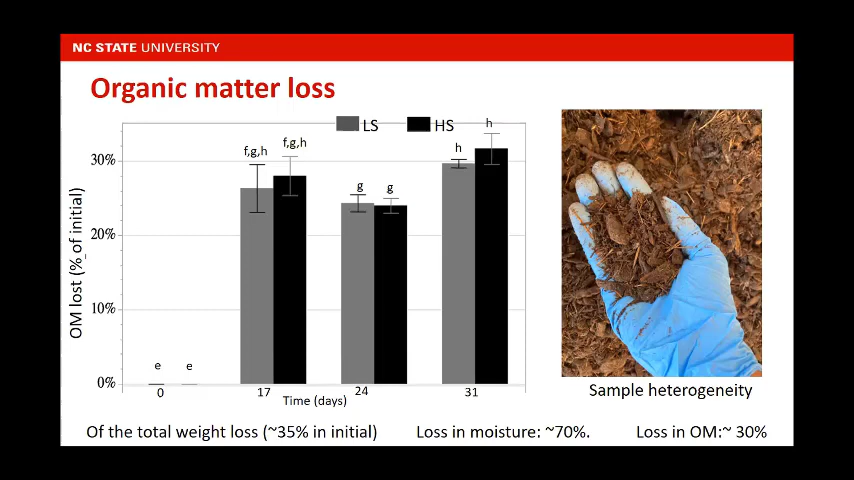 NC STATE UNIVERSITY
Organic matter loss
LS HS
h
f,g,h f,g,h h
30%
g g
20%
10%
e e
0%
OM lost (% of initial)
0 17 24 31
Time (days)
Sample heterogeneity
Of the total weight loss (~35% in initial) Loss in moisture: ~70%. Loss in OM:~ 30%